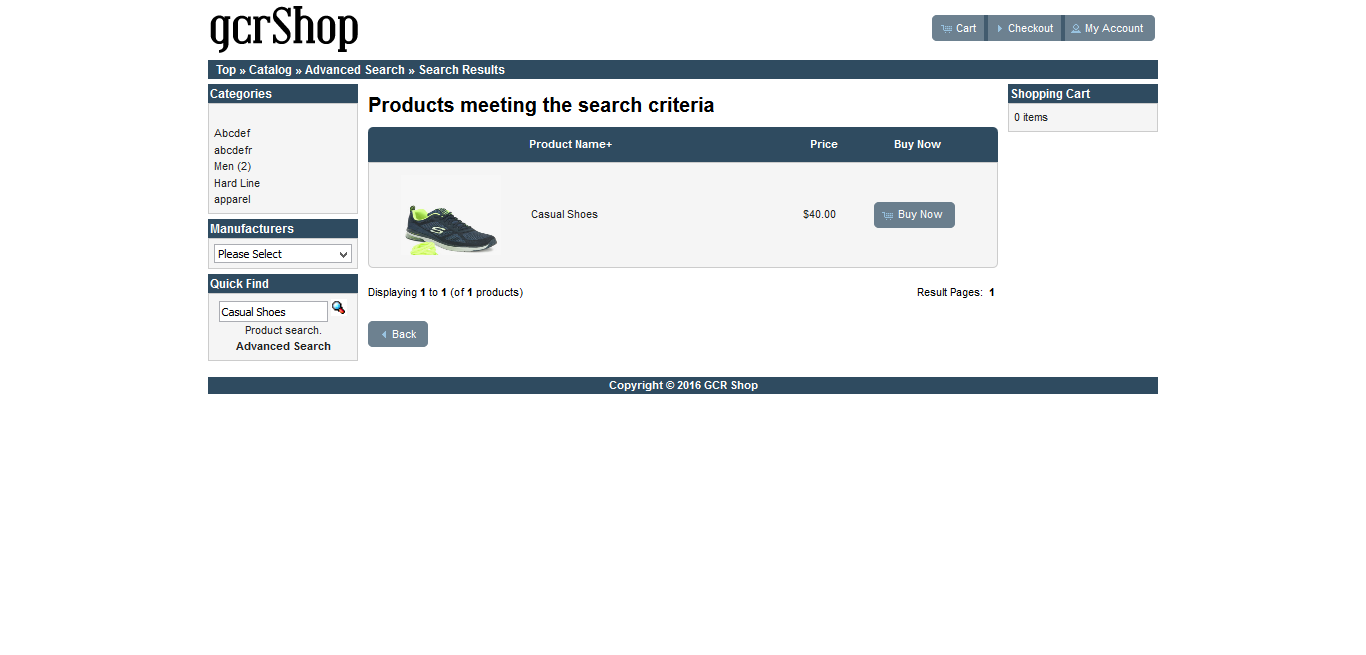 gcrShop
Cart
Checkout
My Account
Top » Catalog » Advanced Search » Search Results
Categories
Abcdef
abcdefr
Men (2)
Hard Line
apparel
Manufacturers
Please Select
Quick Find
Casual Shoes
Product search.
Advanced Search
Products meeting the search criteria
Product Name+ Price Buy Now
Casual Shoes $40.00 Buy Now
Displaying 1 to 1 (of 1 products) Result Pages: 1
Back
Shopping Cart
0 items
Copyright © 2016 GCR Shop